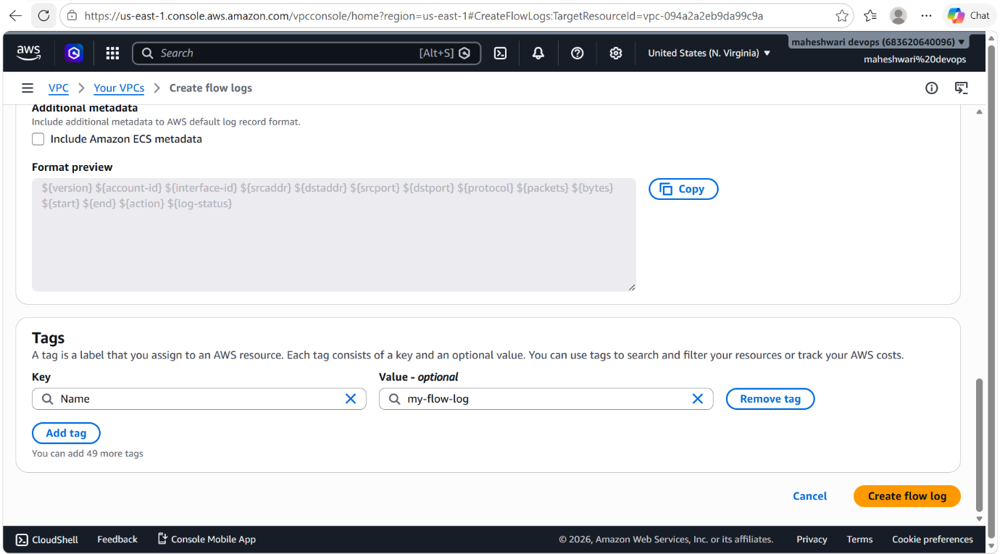 https://us-east-1.console.aws.amazon.com/vpcconsole/home?region=us-east-1#CreateFlowLogs:TargetResourceId=vpc-094a2a2eb9da99c9a
Chat
aws
Search
[Alt+S]
United States (N. Virginia)
maheshwari devops (683620640096)
maheshwari%20devops
VPC
Your VPCs
Create flow logs
Additional metadata
Include additional metadata to AWS default log record format.
Include Amazon ECS metadata
Format preview
${version} ${account-id} ${interface-id} ${srcaddr} ${dstaddr} ${srcport} ${dstport} ${protocol} ${packets} ${bytes}
${start} ${end} ${action} ${log-status}
Copy
Tags
A tag is a label that you assign to an AWS resource. Each tag consists of a key and an optional value. You can use tags to search and filter your resources or track your AWS costs.
Key
Value - optional
Name
my-flow-log
Remove tag
Add tag
You can add 49 more tags
Cancel
Create flow log
CloudShell
Feedback
Console Mobile App
© 2026, Amazon Web Services, Inc. or its affiliates.
Privacy
Terms
Cookie preferences